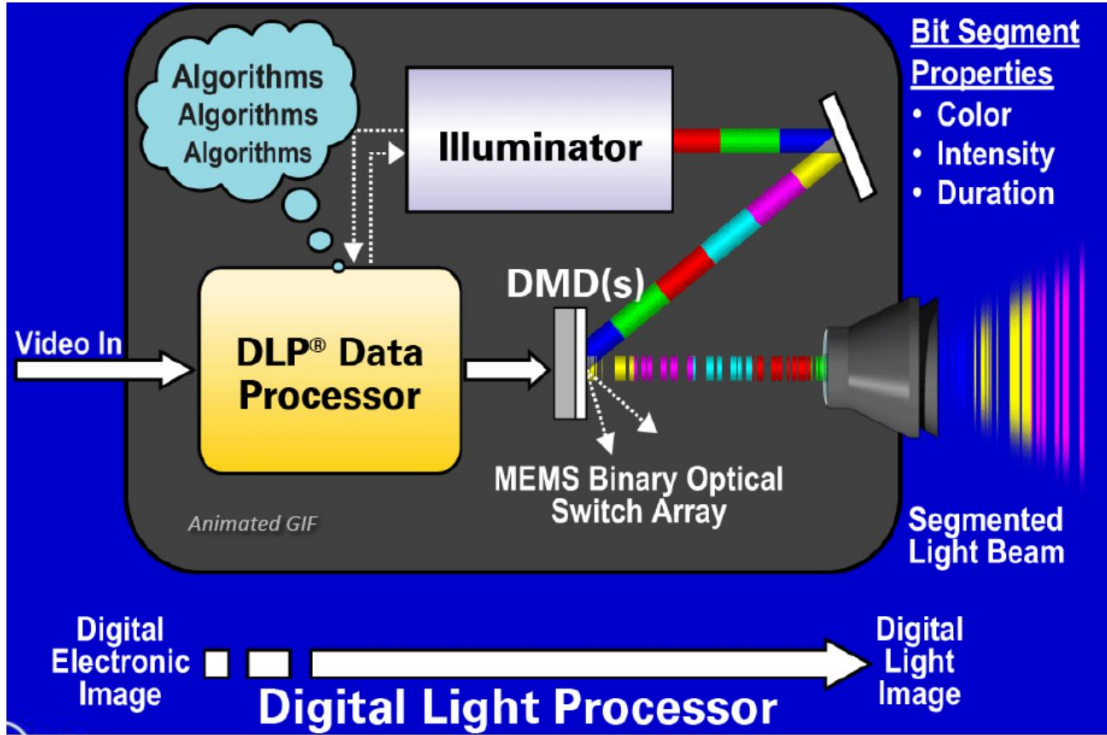 Algorithms
Algorithms
Algorithms
Illuminator
Bit Segment
Properties
• Color
• Intensity
• Duration
DMD(s)
Video In
DLP® Data
Processor
MEMS Binary Optical
Switch Array
Animated GIF
Segmented
Light Beam
Digital
Electronic
Image
Digital
Light
Image
Digital Light Processor